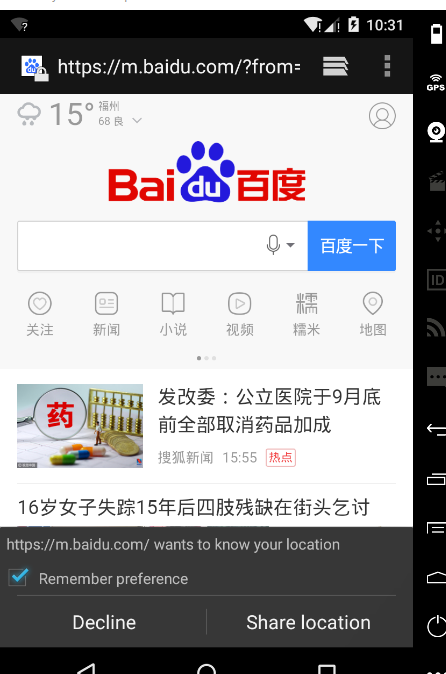 10:31
https://m.baidu.com/?from=
15°
福州
68 良
Bai du 百度
百度一下
关注
新闻
小说
视频
糯
糯米
地图
药
发改委：公立医院于9月底
前全部取消药品加成
搜狐新闻 15:55 热点
16岁女子失踪15年后四肢残缺在街头乞讨
https://m.baidu.com/ wants to know your location
Remember preference
Decline
Share location
GPS
ID